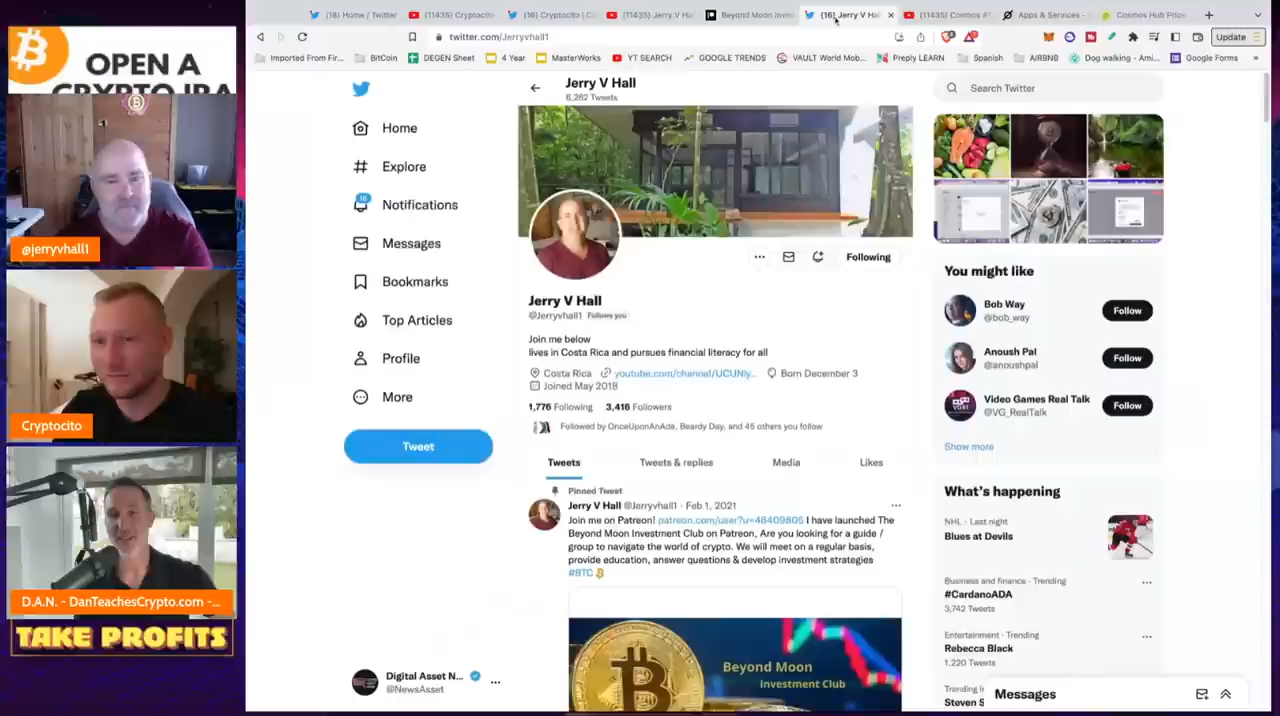 OPEN A
CRYPTO IRA
@jerryvhall1
Cryptocito
D.A.N. - DanTeachesCrypto.com -...
TAKE PROFITS
(18) Home / Twitter
(11435) Cryptocito
(16) Cryptocito | C
(11435) Jerry V Ha
Beyond Moon Inves
(16) Jerry V Hal
(11435) Cosmos
Apps & Services -
Cosmos Hub Price
twitter.com/Jerryvhall1
Update
Imported From Fir...
BitCoin
DEGEN Sheet
4 Year
MasterWorks
YT SEARCH
GOOGLE TRENDS
VAULT World Mob...
Preply LEARN
Spanish
AIRBNB
Dog walking - Ami...
Google Forms
Home
Explore
16
Notifications
Messages
Bookmarks
Top Articles
Profile
More
Tweet
Digital Asset N...
@NewsAsset
Jerry V Hall
6,282 Tweets
Following
Jerry V Hall
@Jerryvhall1 Follows you
Join me below
lives in Costa Rica and pursues financial literacy for all
Costa Rica youtube.com/channel/UCUNly... Born December 3
Joined May 2018
1,776 Following 3,416 Followers
Followed by OnceUponAnAda, Beardy Day, and 46 others you follow
Tweets
Tweets & replies
Media
Likes
Pinned Tweet
Jerry V Hall @Jerryvhall1 · Feb 1, 2021
Join me on Patreon! patreon.com/user?u=48409805 I have launched The
Beyond Moon Investment Club on Patreon, Are you looking for a guide /
group to navigate the world of crypto. We will meet on a regular basis,
provide education, answer questions & develop investment strategies
#BTC
Beyond Moon
Investment Club
Search Twitter
You might like
Bob Way
@bob_way
Follow
Anoush Pal
@anoushpal
Follow
Video Games Real Talk
@VG_RealTalk
Follow
Show more
What's happening
NHL · Last night
Blues at Devils
Business and finance · Trending
#CardanoADA
3,742 Tweets
Entertainment · Trending
Rebecca Black
1,220 Tweets
Trending i
Steven S
Messages